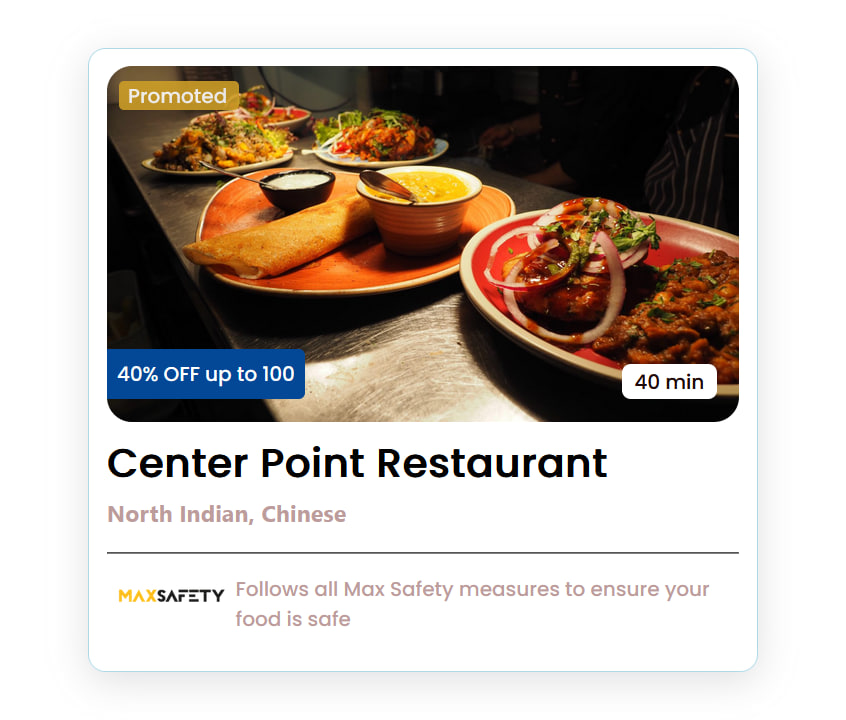 Promoted
40% OFF up to 100
40 min
Center Point Restaurant
North Indian, Chinese
MAXSAFETY
Follows all Max Safety measures to ensure your
food is safe